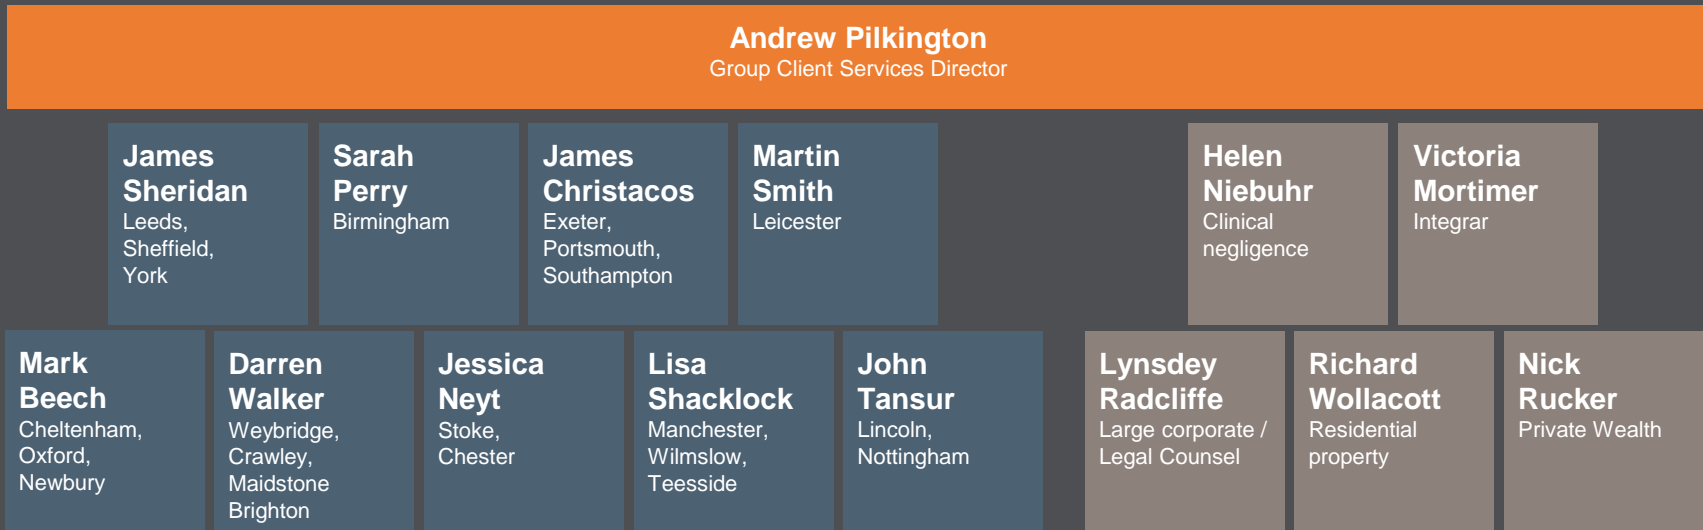 Andrew Pilkington
Group Client Services Director
James
Sheridan
Leeds,
Sheffield,
York
Sarah
Perry
Birmingham
James
Christacos
Exeter,
Portsmouth,
Southampton
Martin
Smith
Leicester
Helen
Niebuhr
Clinical
negligence
Victoria
Mortimer
Integrar
Mark
Beech
Cheltenham,
Oxford,
Newbury
Darren
Walker
Weybridge,
Crawley,
Maidstone
Brighton
Jessica
Neyt
Stoke,
Chester
Lisa
Shacklock
Manchester,
Wilmslow,
Teesside
John
Tansur
Lincoln,
Nottingham
Lynsdey
Radcliffe
Large corporate /
Legal Counsel
Richard
Wollacott
Residential
property
Nick
Rucker
Private Wealth